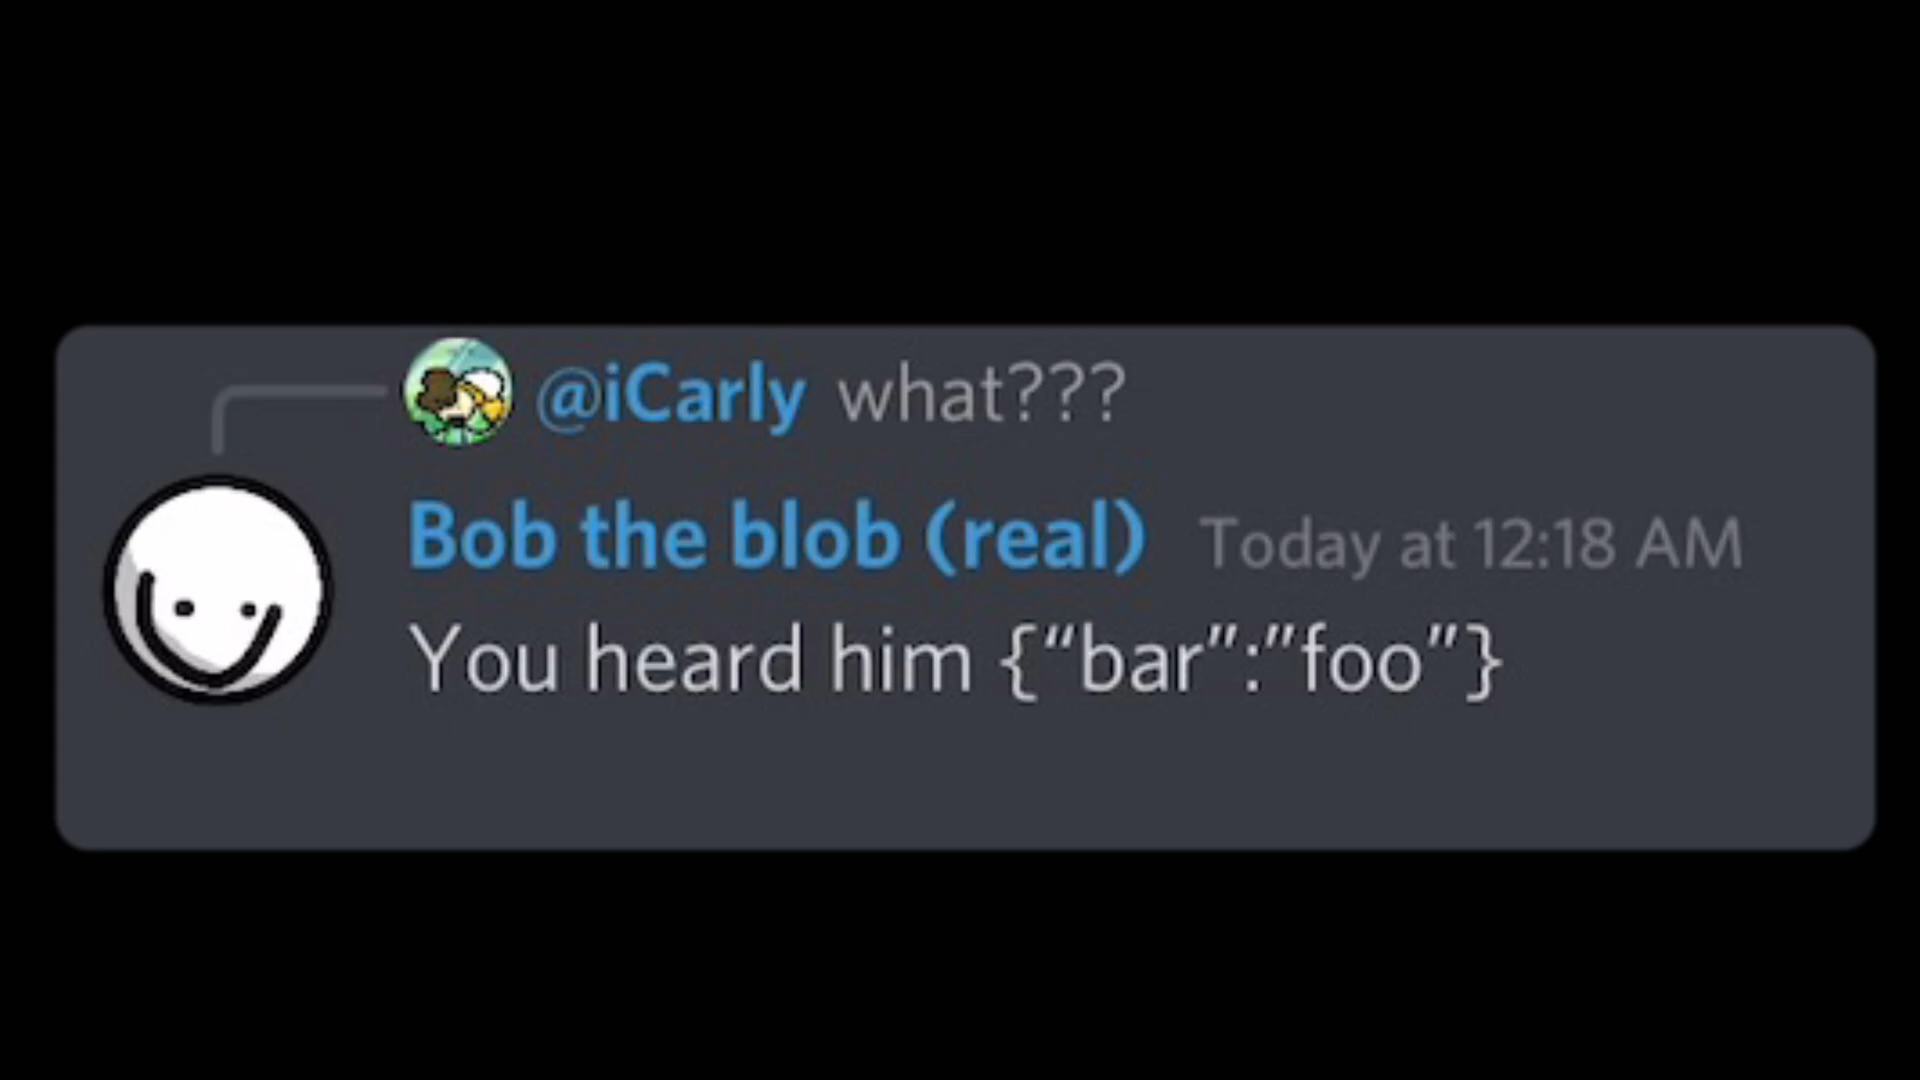 @iCarly what???
Bob the blob (real) Today at 12:18 AM
You heard him {“bar”:”foo”}